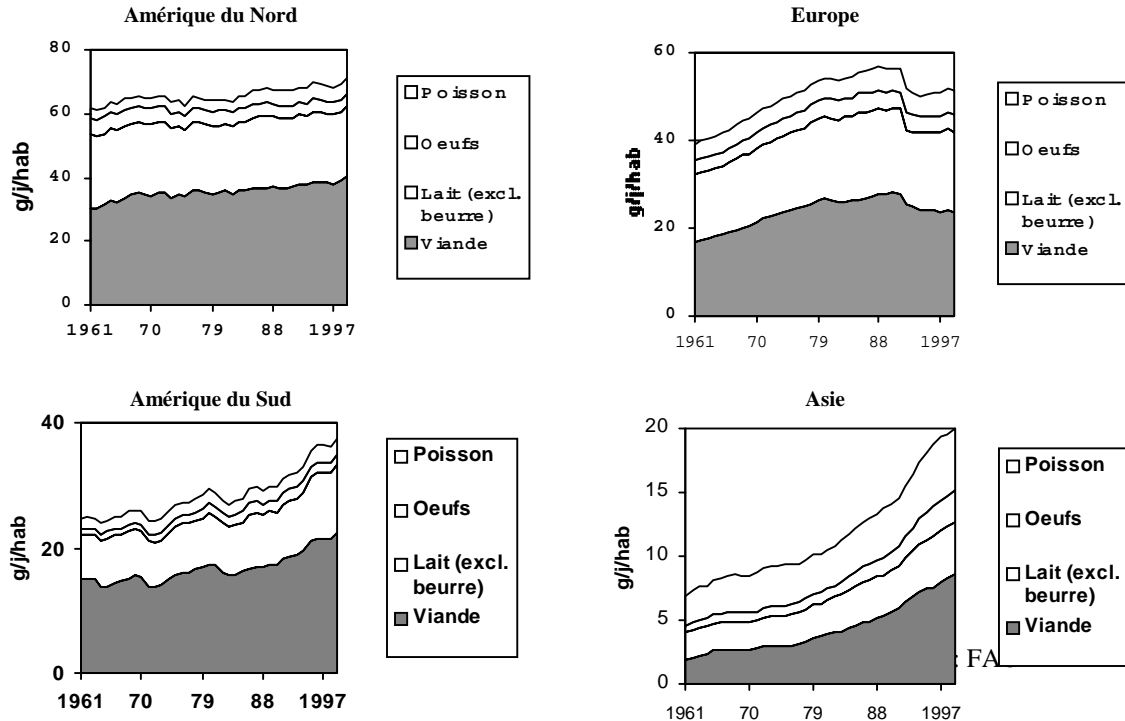 Amérique du Nord
80
60
40
20
0
g/j/hab
1961 70 79 88 1997
Poisson
Oeufs
Lait (excl.
beurre)
Viande
Europe
60
40
20
0
g/j/hab
1961 70 79 88 1997
Poisson
Oeufs
Lait (excl.
beurre)
Viande
Amérique du Sud
40
20
0
g/j/hab
1961 70 79 88 1997
Poisson
Oeufs
Lait (excl.
beurre)
Viande
Asie
20
15
10
5
0
g/j/hab
1961 70 79 88 1997
Poisson
Oeufs
Lait (excl.
beurre)
Viande
: FA